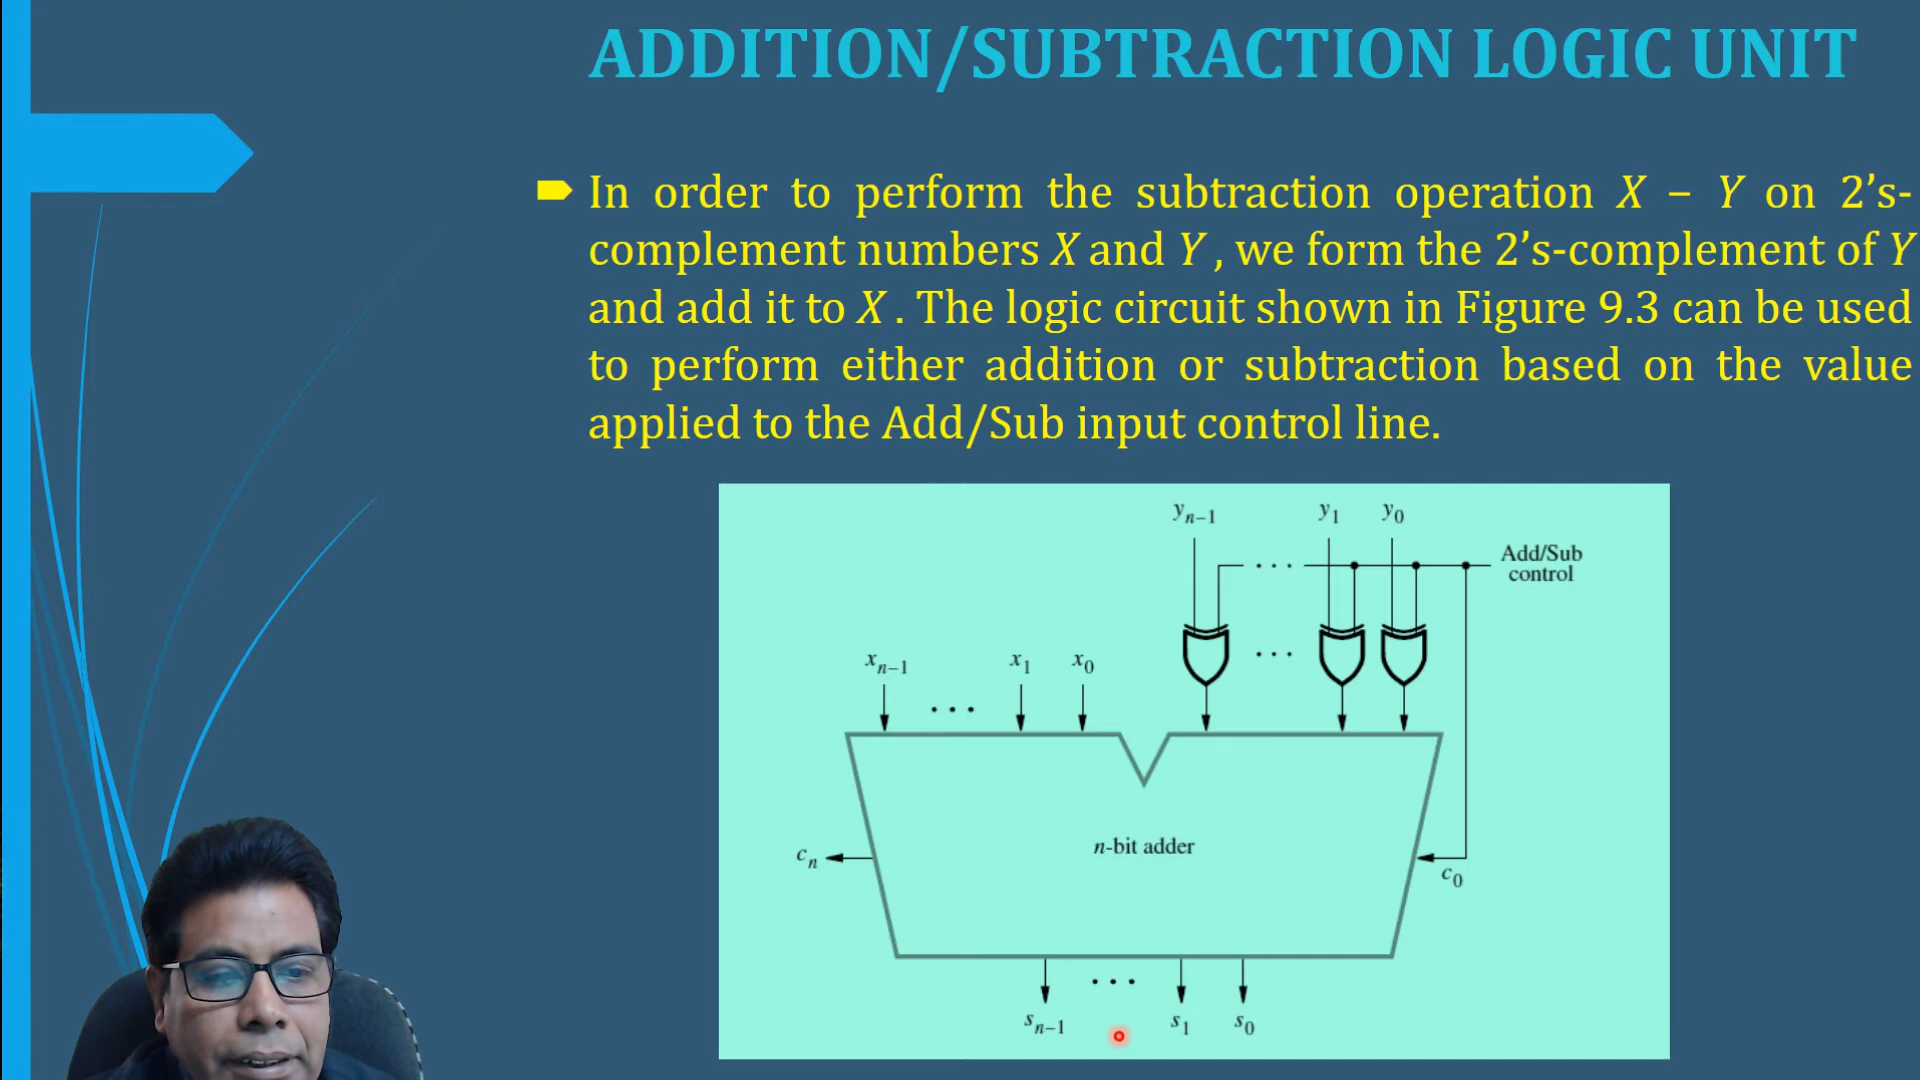 ADDITION/SUBTRACTION LOGIC UNIT
In order to perform the subtraction operation X − Y on 2’s-
complement numbers X and Y , we form the 2’s-complement of Y
and add it to X . The logic circuit shown in Figure 9.3 can be used
to perform either addition or subtraction based on the value
applied to the Add/Sub input control line.
yn−1 y1 y0
Add/Sub
control
. . .
. . .
xn−1 x1 x0
. . .
n-bit adder
cn
c0
. . .
sn−1 s1 s0